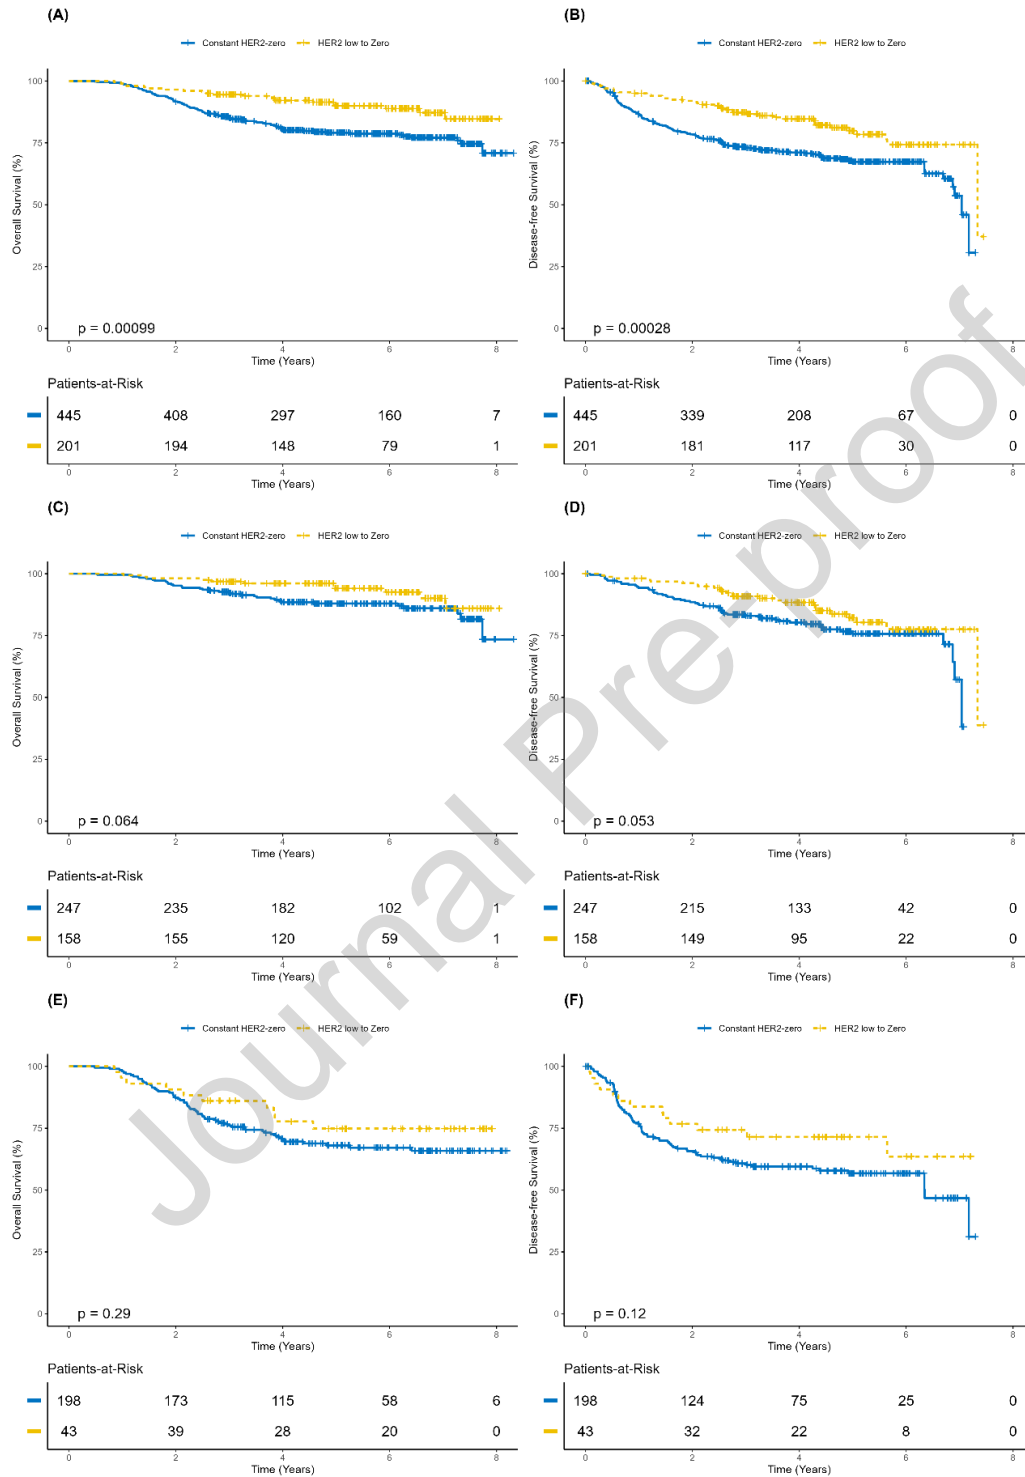 (A)
Constant HER2-zero HER2 low to Zero
Overall Survival (%)
100
75
50
25
0
p = 0.00099
0 2 4 6 8
Time (Years)
Patients-at-Risk
445 408 297 160 7
201 194 148 79 1
0 2 4 6 8
Time (Years)
(B)
Constant HER2-zero HER2 low to Zero
Disease-free Survival (%)
100
75
50
25
0
p = 0.00028
0 2 4 6 8
Time (Years)
Patients-at-Risk
445 339 208 67 0
201 181 117 30 0
0 2 4 6 8
Time (Years)
(C)
Constant HER2-zero HER2 low to Zero
Overall Survival (%)
100
75
50
25
0
p = 0.064
0 2 4 6 8
Time (Years)
Patients-at-Risk
247 235 182 102 1
158 155 120 59 1
0 2 4 6 8
Time (Years)
(D)
Constant HER2-zero HER2 low to Zero
Disease-free Survival (%)
100
75
50
25
0
p = 0.053
0 2 4 6 8
Time (Years)
Patients-at-Risk
247 215 133 42 0
158 149 95 22 0
0 2 4 6 8
Time (Years)
(E)
Constant HER2-zero HER2 low to Zero
Overall Survival (%)
100
75
50
25
0
p = 0.29
0 2 4 6 8
Time (Years)
Patients-at-Risk
198 173 115 58 6
43 39 28 20 0
0 2 4 6 8
Time (Years)
(F)
Constant HER2-zero HER2 low to Zero
Disease-free Survival (%)
100
75
50
25
0
p = 0.12
0 2 4 6 8
Time (Years)
Patients-at-Risk
198 124 75 25 0
43 32 22 8 0
0 2 4 6 8
Time (Years)
Journal Pre-proof